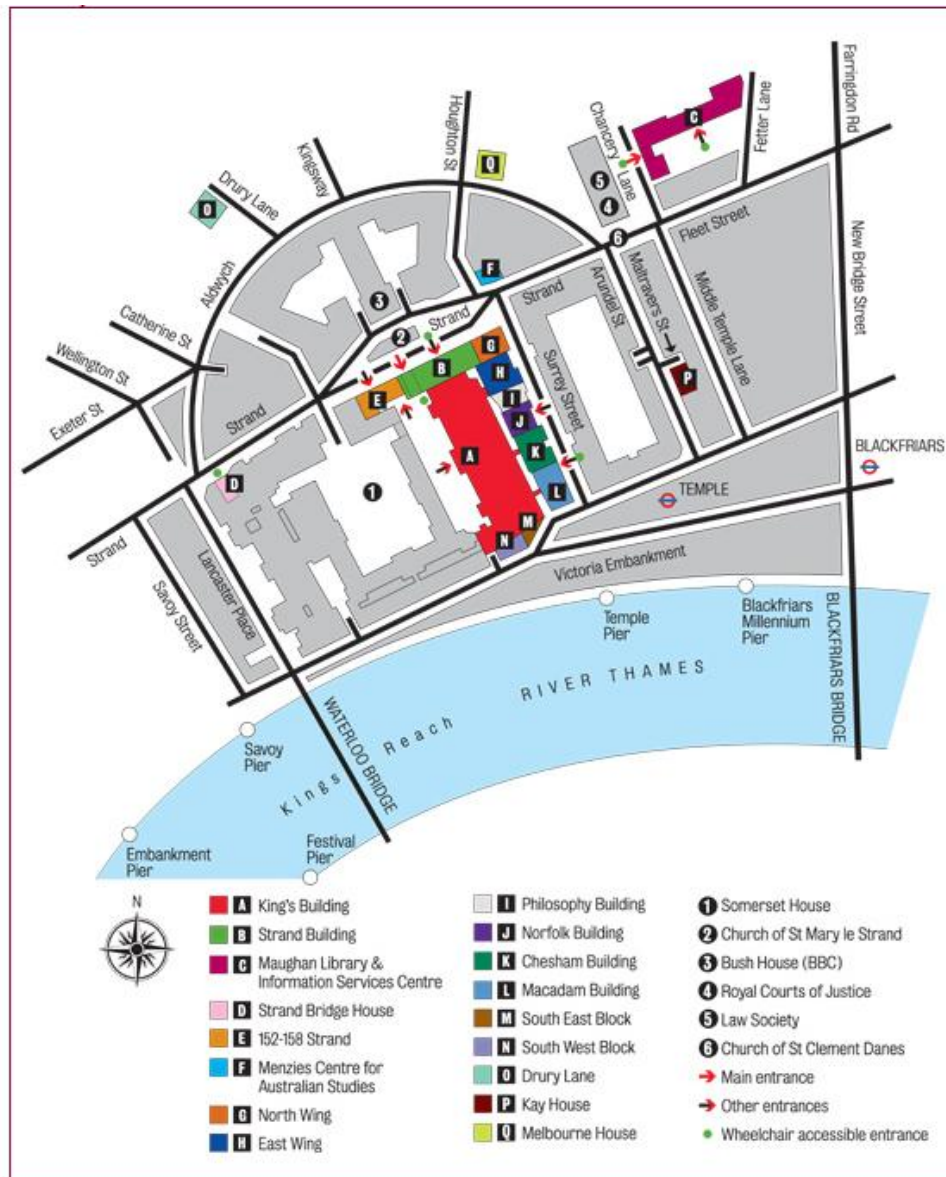 Farringdon Rd
Fetter Lane
Chancery
Lane
C
Houghton St
Kingsway
Drury Lane
Q
O
5
4
6
Fleet Street
New Bridge Street
Aldwych
F
3
Strand
Arundel St
Maltravers St
Middle Temple Lane
Catherine St
2
Strand
Wellington St
G
B
H
Surrey Street
P
E
I
J
Exeter St
Strand
A
K
BLACKFRIARS
D
1
L
TEMPLE
M
N
Strand
Lancaster Place
Savoy Street
Victoria Embankment
Temple
Pier
Blackfriars
Millennium
Pier
BLACKFRIARS BRIDGE
RIVER THAMES
Kings Reach
WATERLOO BRIDGE
Savoy
Pier
Embankment
Pier
Festival
Pier
N
A King's Building
B Strand Building
C Maughan Library &
Information Services Centre
D Strand Bridge House
E 152-158 Strand
F Menzies Centre for
Australian Studies
G North Wing
H East Wing
I Philosophy Building
J Norfolk Building
K Chesham Building
L Macadam Building
M South East Block
N South West Block
O Drury Lane
P Kay House
Q Melbourne House
1 Somerset House
2 Church of St Mary le Strand
3 Bush House (BBC)
4 Royal Courts of Justice
5 Law Society
6 Church of St Clement Danes
Main entrance
Other entrances
Wheelchair accessible entrance